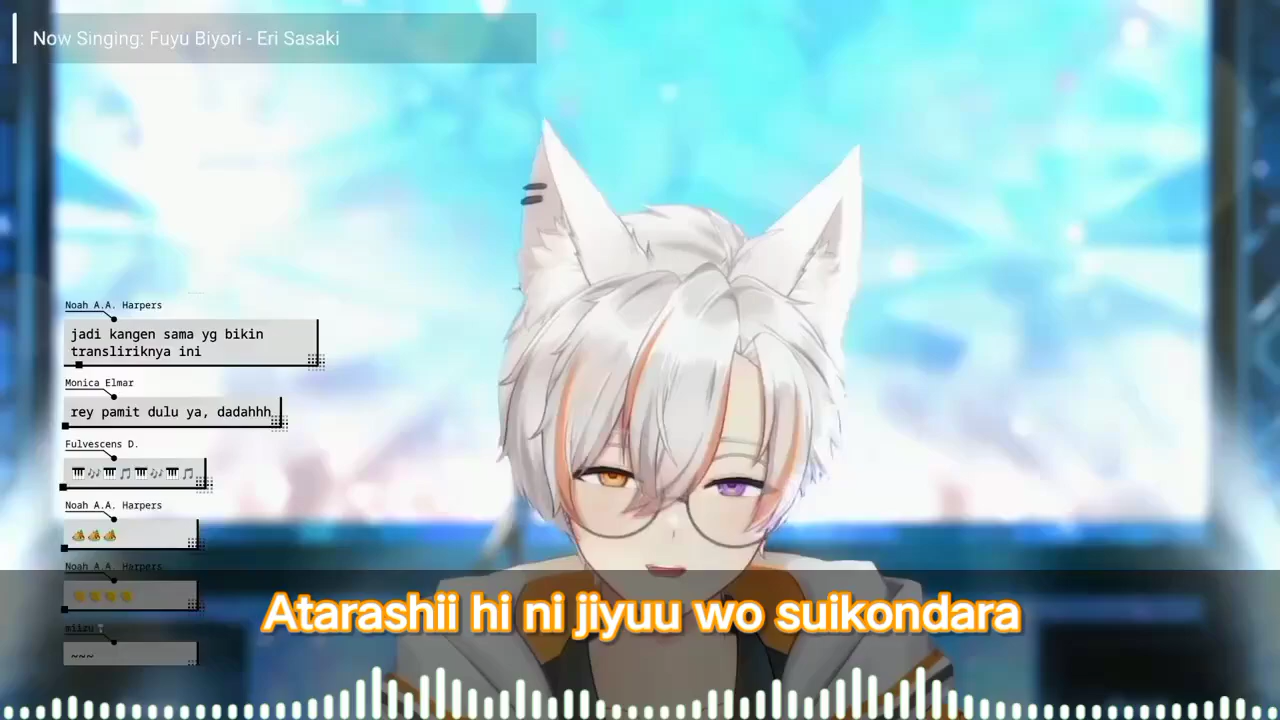 Now Singing: Fuyu Biyori - Eri Sasaki
Noah A.A. Harpers
jadi kangen sama yg bikin
transliriknya ini
Monica Elmar
rey pamit dulu ya, dadahhh
Fulvescens D.
🎹🎶🎹🎵🎹🎶🎹🎵
Noah A.A. Harpers
Noah A.A. Harpers
miiru
~~~
Atarashii hi ni jiyuu wo suikondara